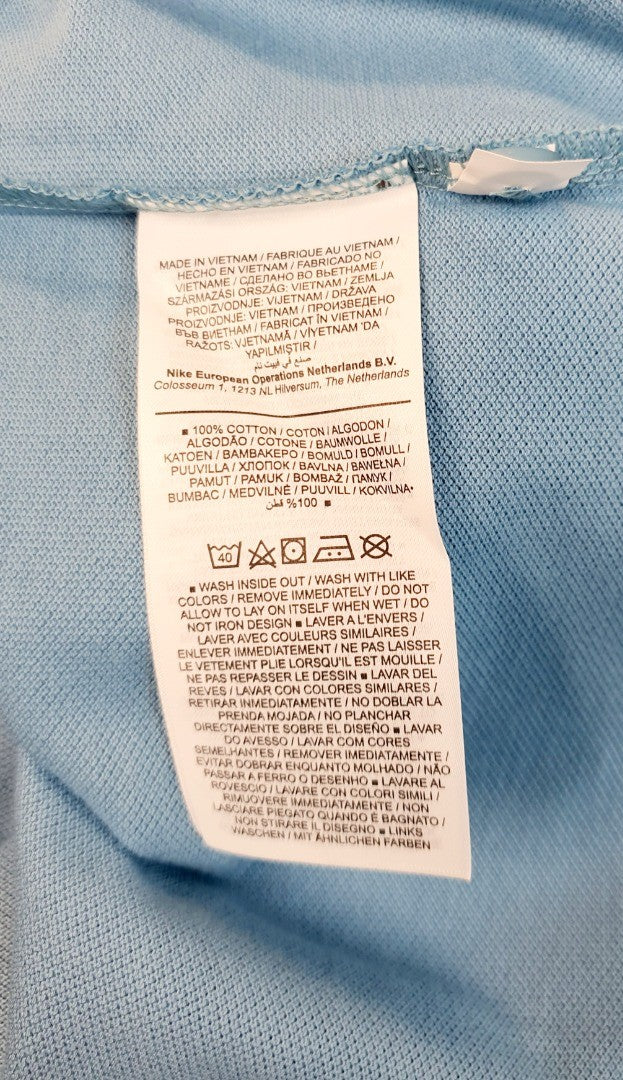 MADE IN VIETNAM / FABRIQUE AU VIETNAM /
HECHO EN VIETNAM / FABRICADO NO
VIETNAME / СДЕЛАНО ВО ВЬЕТНАМЕ /
SZÁRMAZÁSI ORSZÁG: VIETNAM / ZEMLJA
PROIZVODNJE: VIJETNAM / DRŽAVA
PROIZVODNJE: VIETNAM / ПРОИЗВЕДЕНО
ВЪВ ВИЕТНАМ / FABRICAT ÎN VIETNAM /
RAŽOTS: VJETNAMĀ / VİYETNAM 'DA
YAPILMIŞTIR /
صنع في فييت نام
Nike European Operations Netherlands B.V.
Colosseum 1, 1213 NL Hilversum, The Netherlands
■ 100% COTTON / COTON / ALGODON /
ALGODÃO / COTONE / BAUMWOLLE /
KATOEN / ΒΑΜΒΑΚΕΡΟ / BOMULD / BOMULL /
PUUVILLA / ХЛОПОК / BAVLNA / BAWEŁNA /
PAMUT / PAMUK / BOMBAŽ / ПАМУК /
BUMBAC / MEDVILNĖ / PUUVILL / KOKVILNA•
100% قطن ■
40
■ WASH INSIDE OUT / WASH WITH LIKE
COLORS / REMOVE IMMEDIATELY / DO NOT
ALLOW TO LAY ON ITSELF WHEN WET / DO
NOT IRON DESIGN ■ LAVER A L'ENVERS /
LAVER AVEC COULEURS SIMILAIRES /
ENLEVER IMMEDIATEMENT / NE PAS LAISSER
LE VETEMENT PLIE LORSQU'IL EST MOUILLE /
NE PAS REPASSER LE DESSIN ■ LAVAR DEL
REVES / LAVAR CON COLORES SIMILARES /
RETIRAR INMEDIATAMENTE / NO DOBLAR LA
PRENDA MOJADA / NO PLANCHAR
DIRECTAMENTE SOBRE EL DISEÑO ■ LAVAR
DO AVESSO / LAVAR COM CORES
SEMELHANTES / REMOVER IMEDIATAMENTE /
EVITAR DOBRAR ENQUANTO MOLHADO / NÃO
PASSAR A FERRO O DESENHO ■ LAVARE AL
ROVESCIO / LAVARE CON COLORI SIMILI /
RIMUOVERE IMMEDIATAMENTE / NON
LASCIARE PIEGATO QUANDO È BAGNATO /
NON STIRARE IL DISEGNO ■ LINKS
WASCHEN / MIT ÄHNLICHEN FARBEN